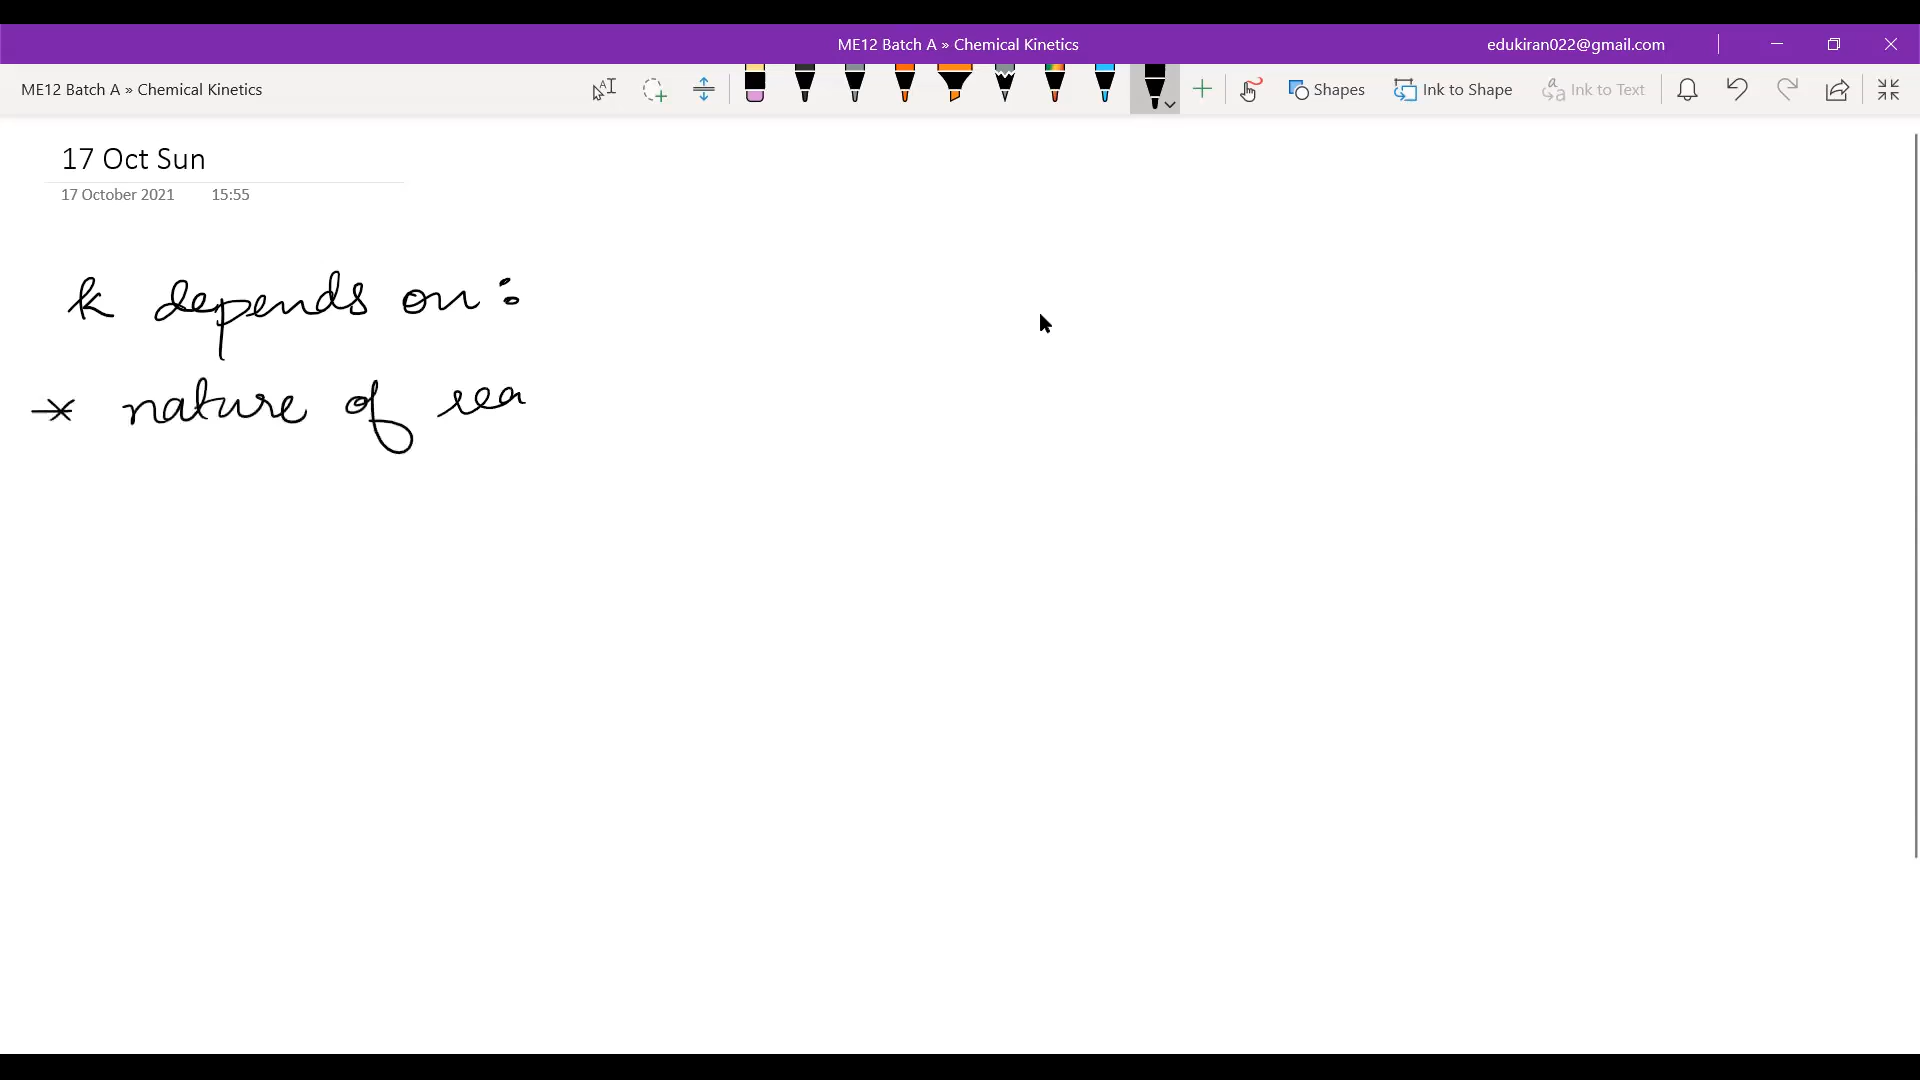 ME12 Batch A » Chemical Kinetics
edukiran022@gmail.com
ME12 Batch A » Chemical Kinetics
Shapes
Ink to Shape
Ink to Text
17 Oct Sun
17 October 2021 15:55
k depends on :
* nature of rea